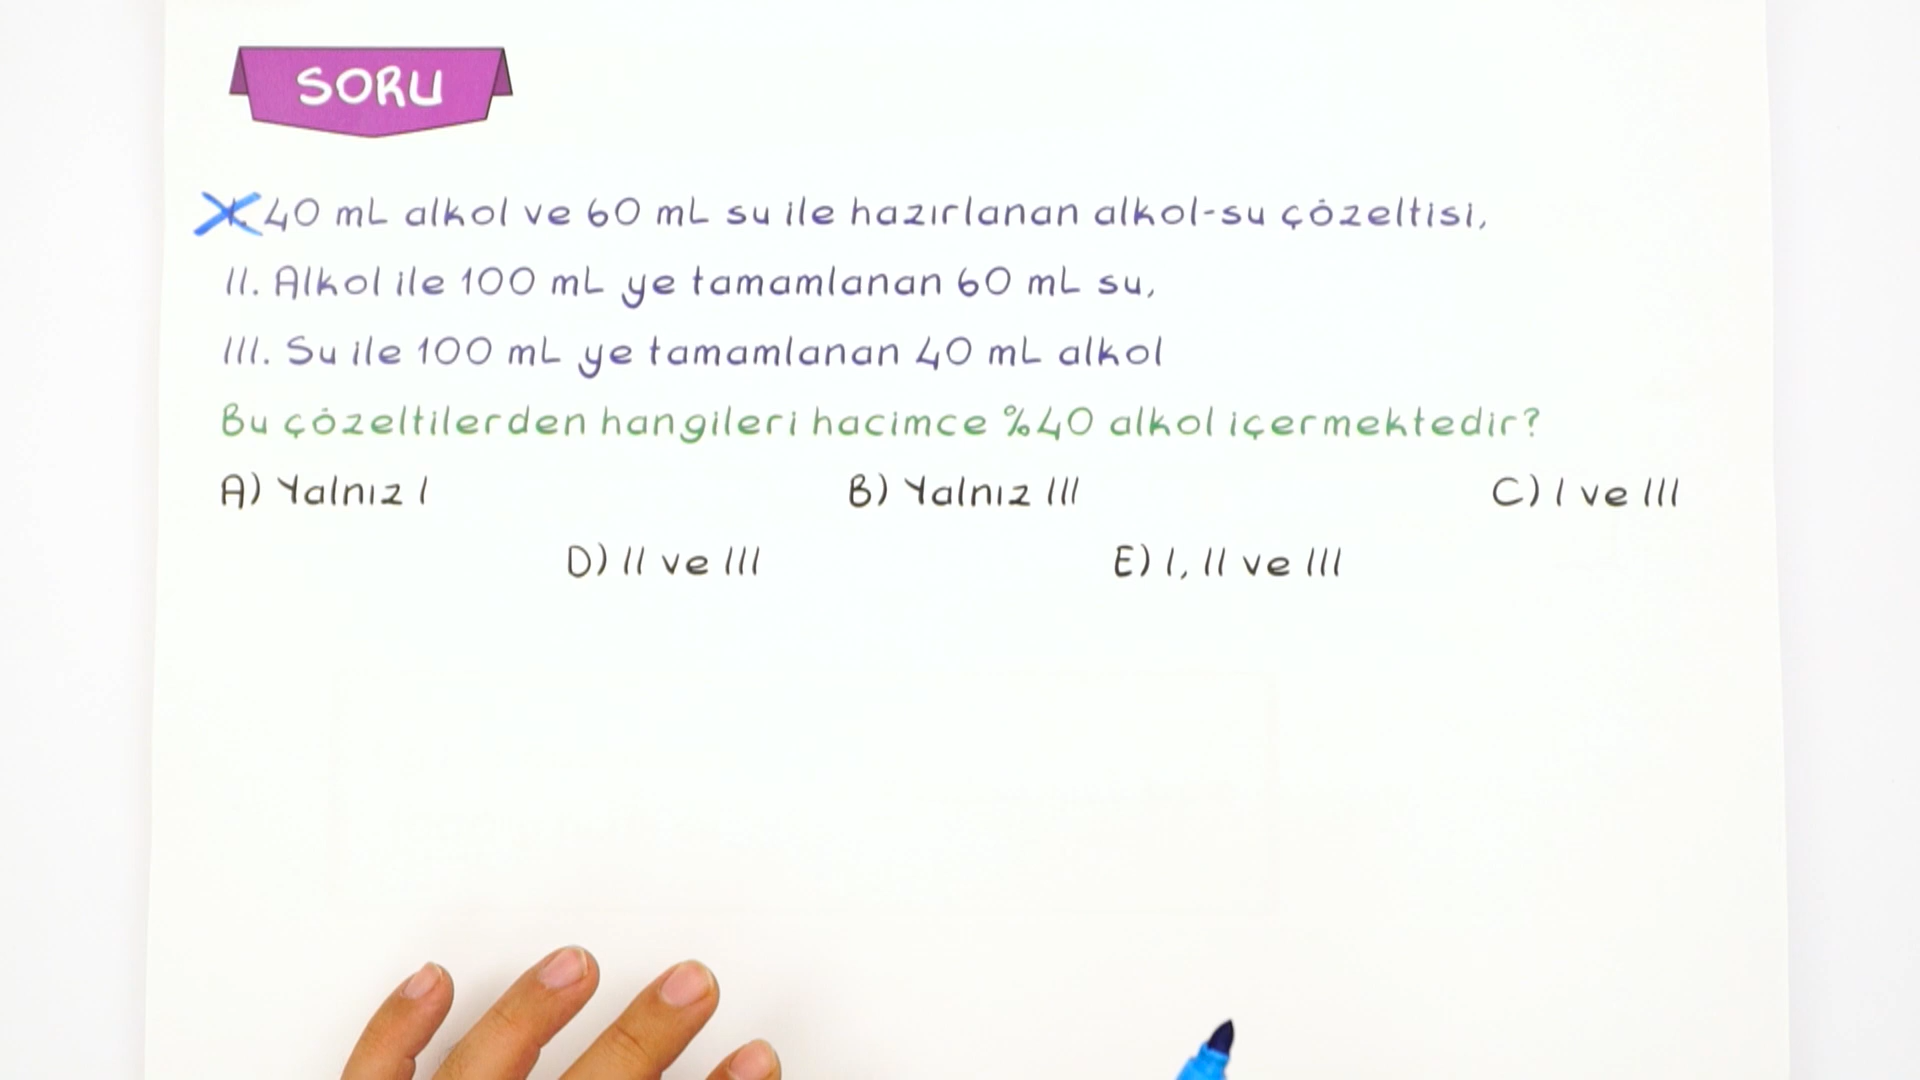 SORU
40 mL alkol ve 60 mL su ile hazırlanan alkol-su çözeltisi,
II. Alkol ile 100 mL ye tamamlanan 60 mL su,
III. Su ile 100 mL ye tamamlanan 40 mL alkol
Bu çözeltilerden hangileri hacimce %40 alkol içermektedir?
A) Yalnız I B) Yalnız III C) I ve III
D) II ve III E) I, II ve III